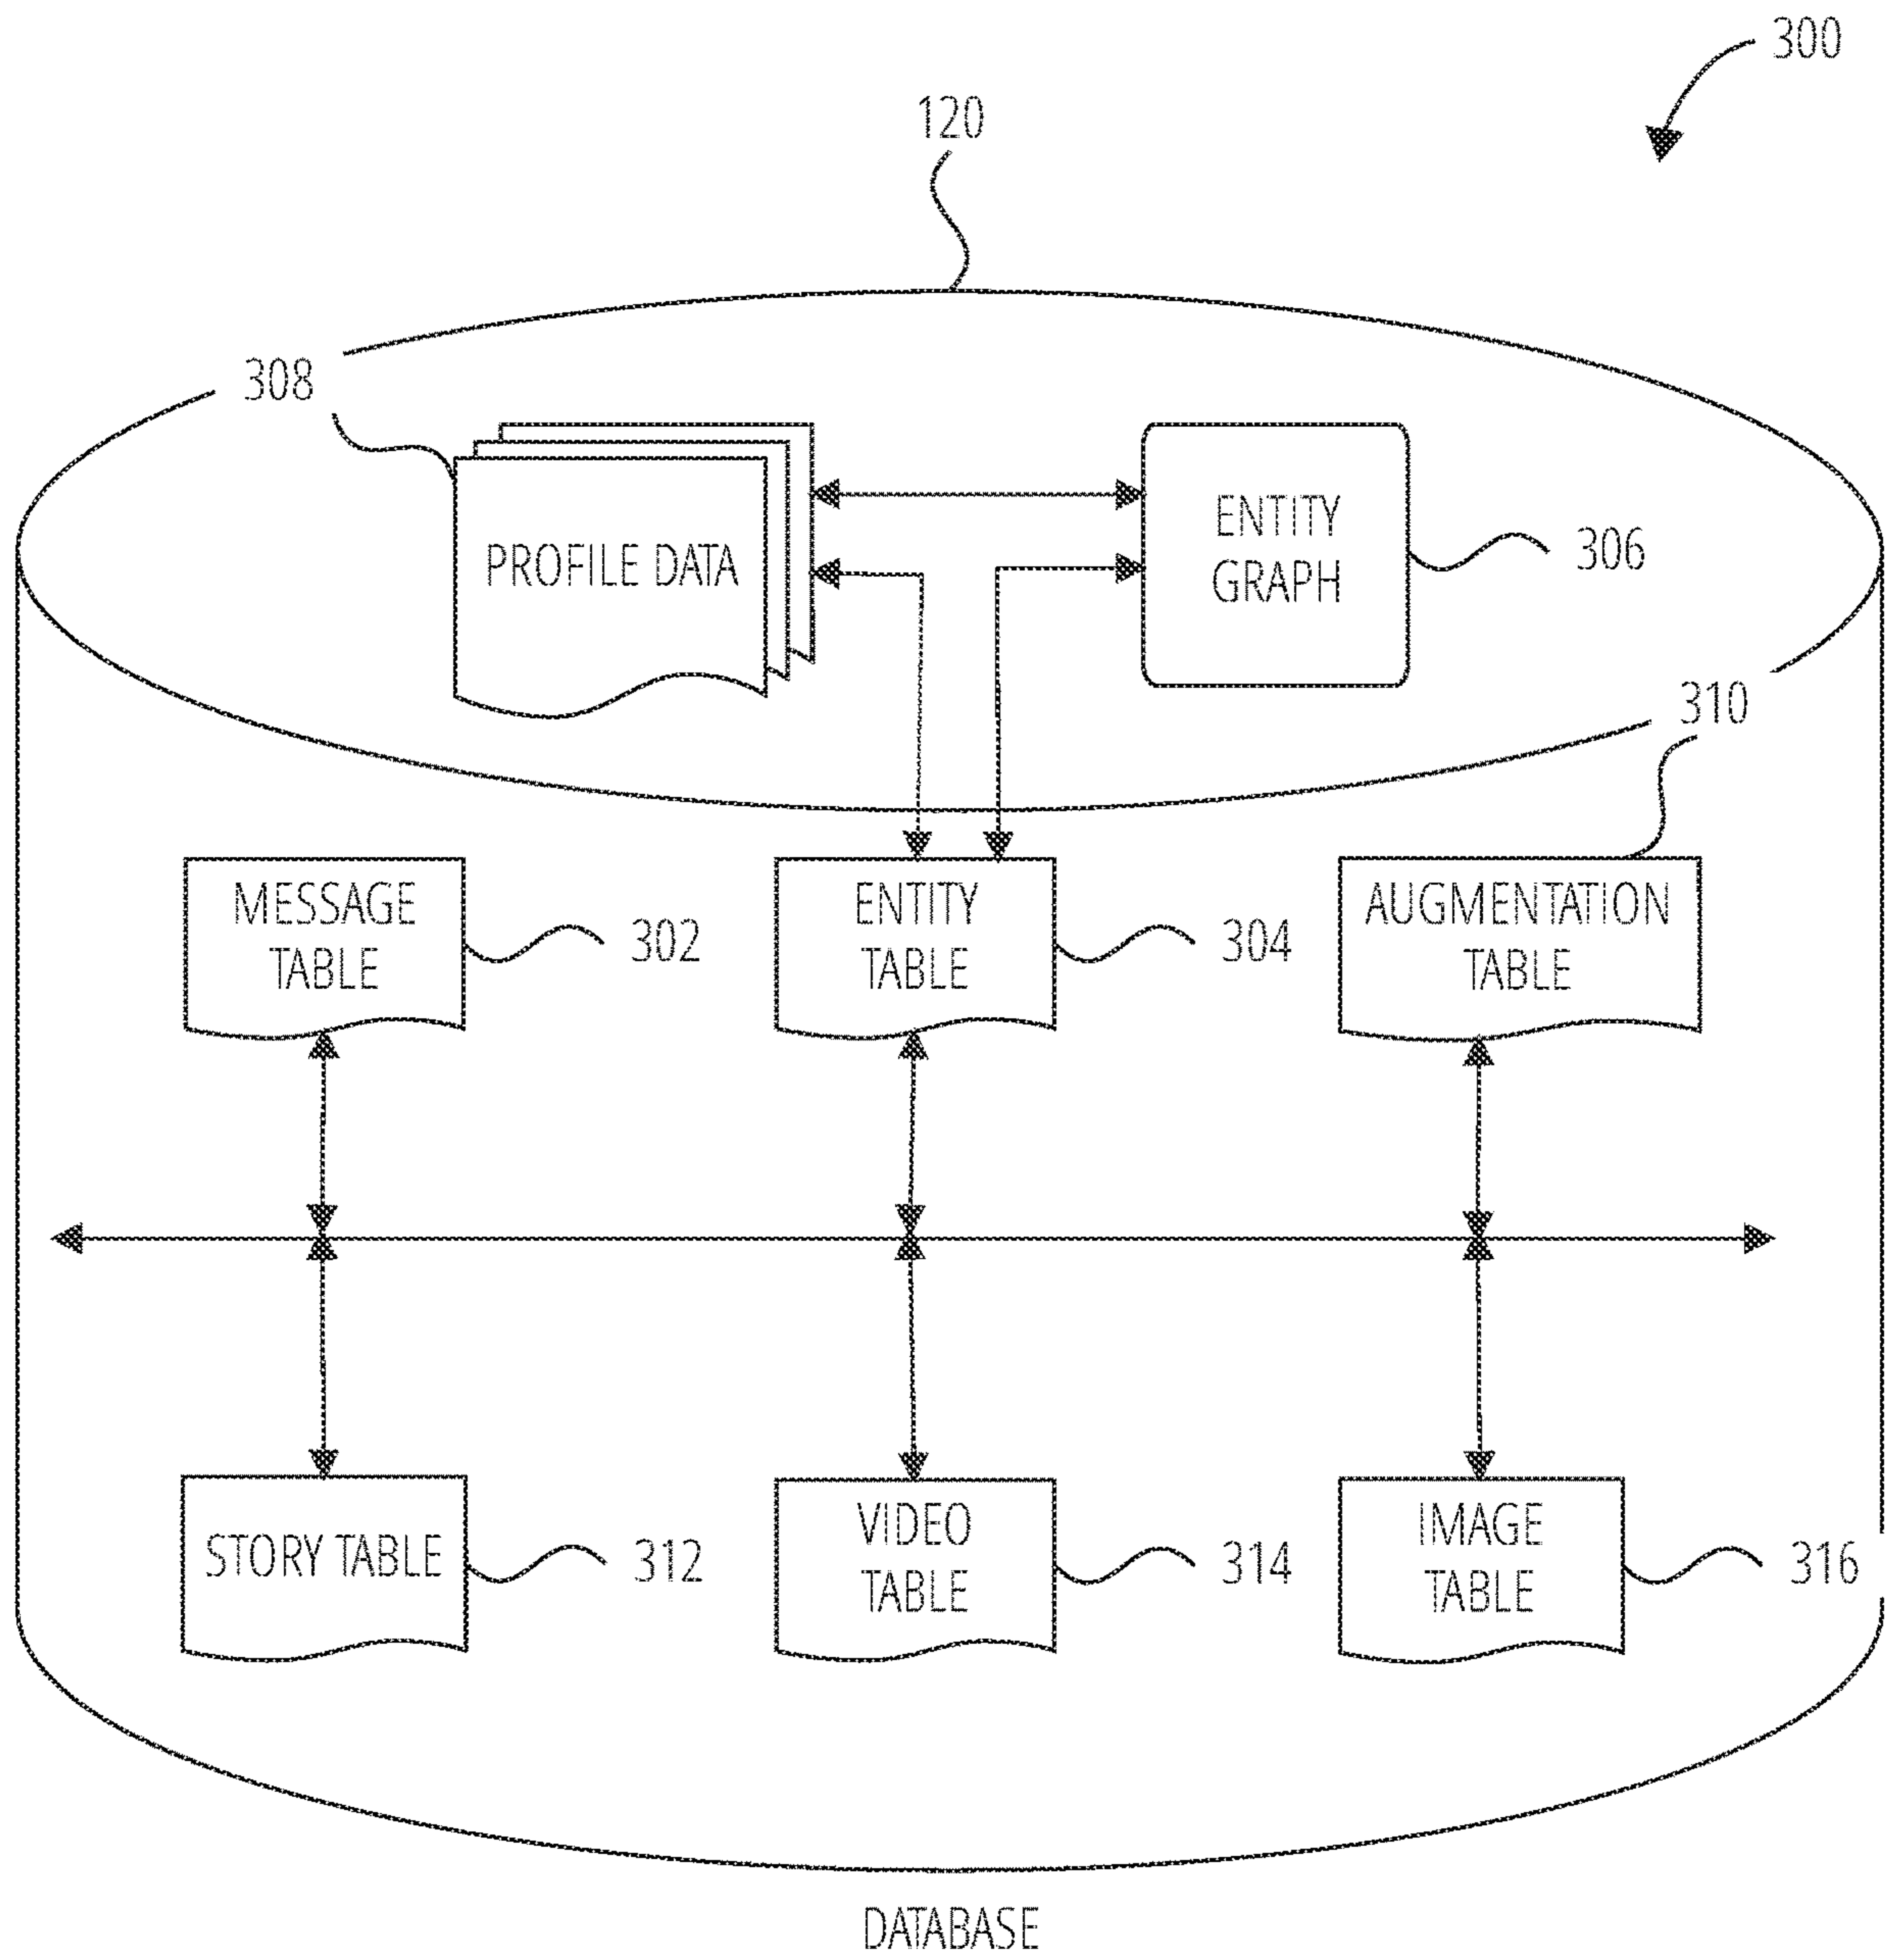 300
120
308
PROFILE DATA
ENTITY
GRAPH
306
310
MESSAGE
TABLE
302
ENTITY
TABLE
304
AUGMENTATION
TABLE
STORY TABLE
312
VIDEO
TABLE
314
IMAGE
TABLE
316
DATABASE